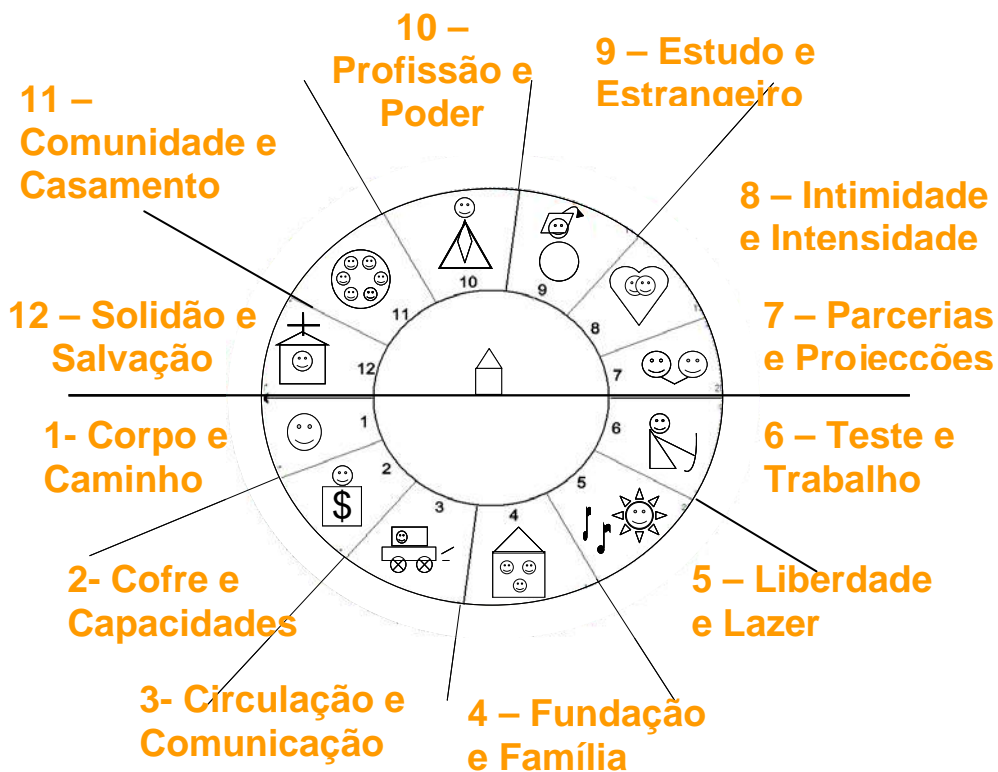 10 –
Profissão e
Poder
9 – Estudo e
Estrangeiro
11 –
Comunidade e
Casamento
8 – Intimidade
e Intensidade
12 – Solidão e
Salvação
7 – Parcerias
e Projecções
1- Corpo e
Caminho
6 – Teste e
Trabalho
2- Cofre e
Capacidades
5 – Liberdade
e Lazer
3- Circulação e
Comunicação
4 – Fundação
e Família
10
9
11
8
12
7
1
6
2
$
5
3
4